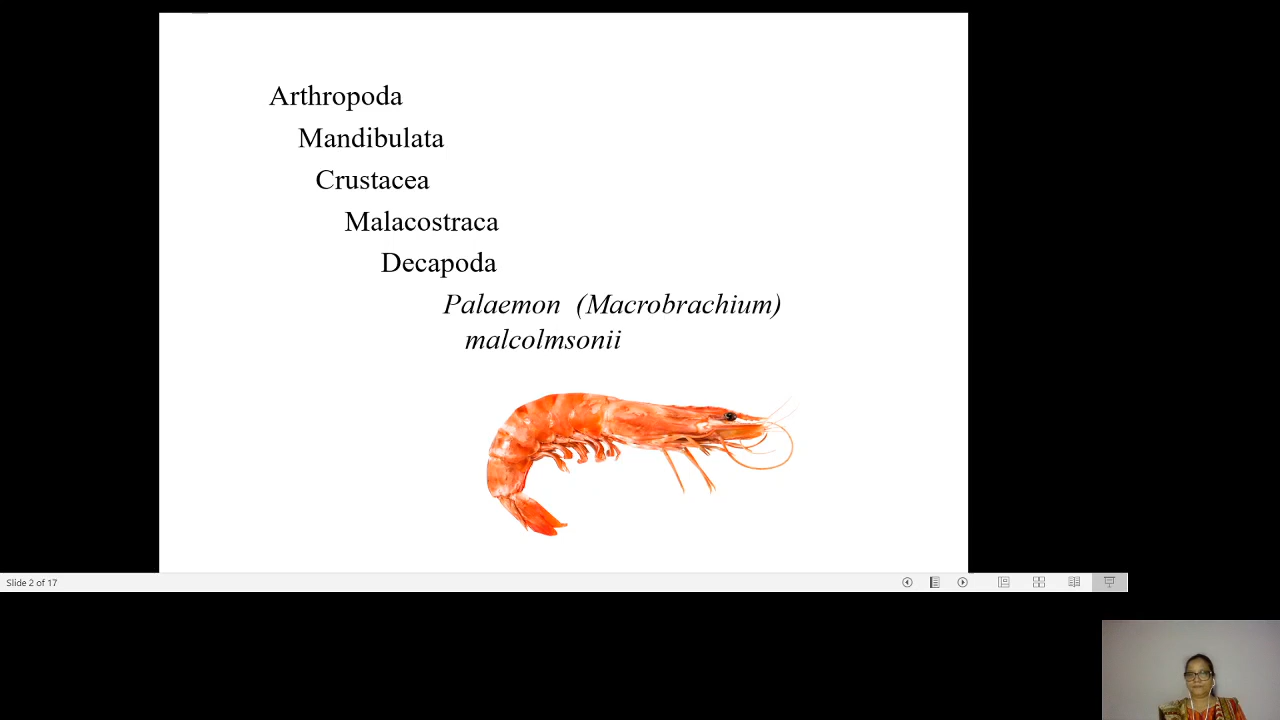 Arthropoda
Mandibulata
Crustacea
Malacostraca
Decapoda
Palaemon (Macrobrachium)
malcolmsonii
Slide 2 of 17